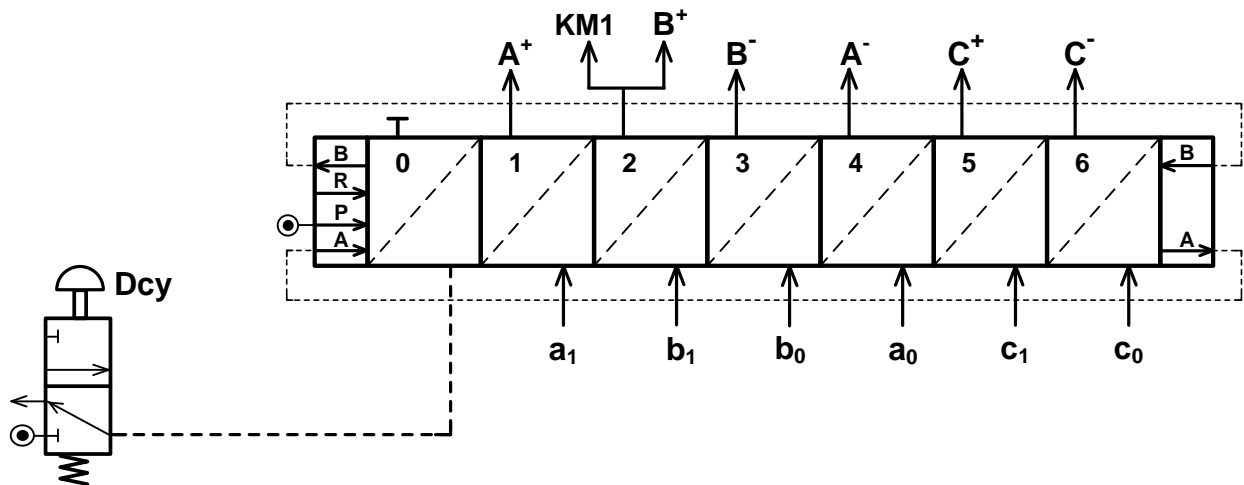 KM1 B⁺
A⁺ B⁻ A⁻ C⁺ C⁻
B 0 1 2 3 4 5 6 B
R
P
A A
Dcy
a₁ b₁ b₀ a₀ c₁ c₀